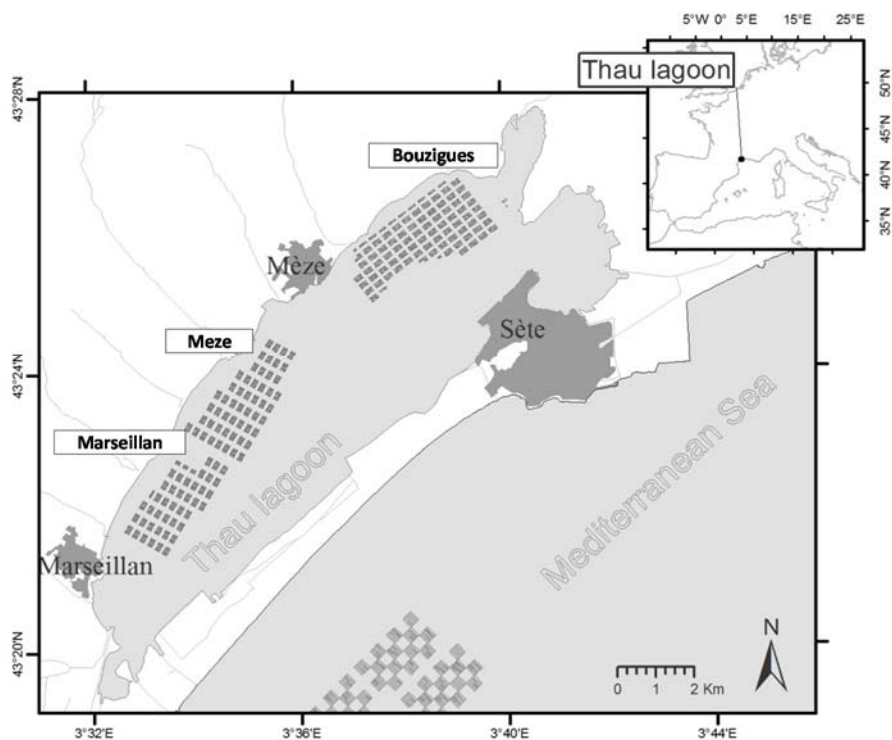 5°W 0° 5°E 15°E 25°E
Thau lagoon
50°N
45°N
40°N
35°N
43°28'N
Bouzigues
Mèze
Sète
Meze
43°24'N
Marseillan
Thau lagoon
Mediterranean Sea
Marseillan
43°20'N
N
0 1 2 Km
3°32'E 3°36'E 3°40'E 3°44'E